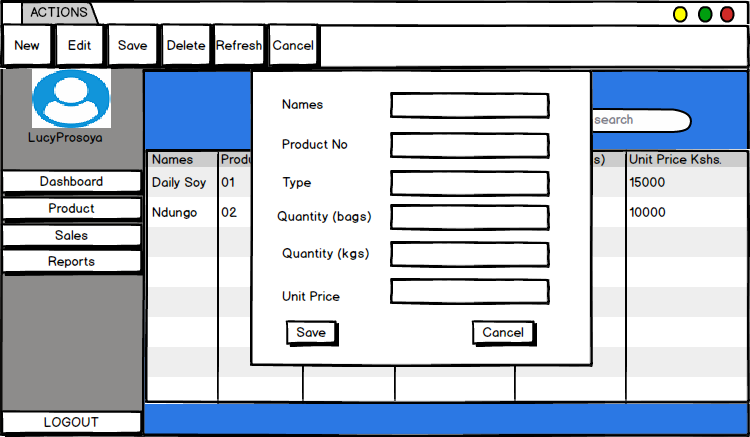 ACTIONS
New Edit Save Delete Refresh Cancel
LucyProsoya
search
Dashboard
Product
Sales
Reports
LOGOUT
Names Produ s) Unit Price Kshs.
Daily Soy 01 15000
Ndungo 02 10000
Names
Product No
Type
Quantity (bags)
Quantity (kgs)
Unit Price
Save Cancel